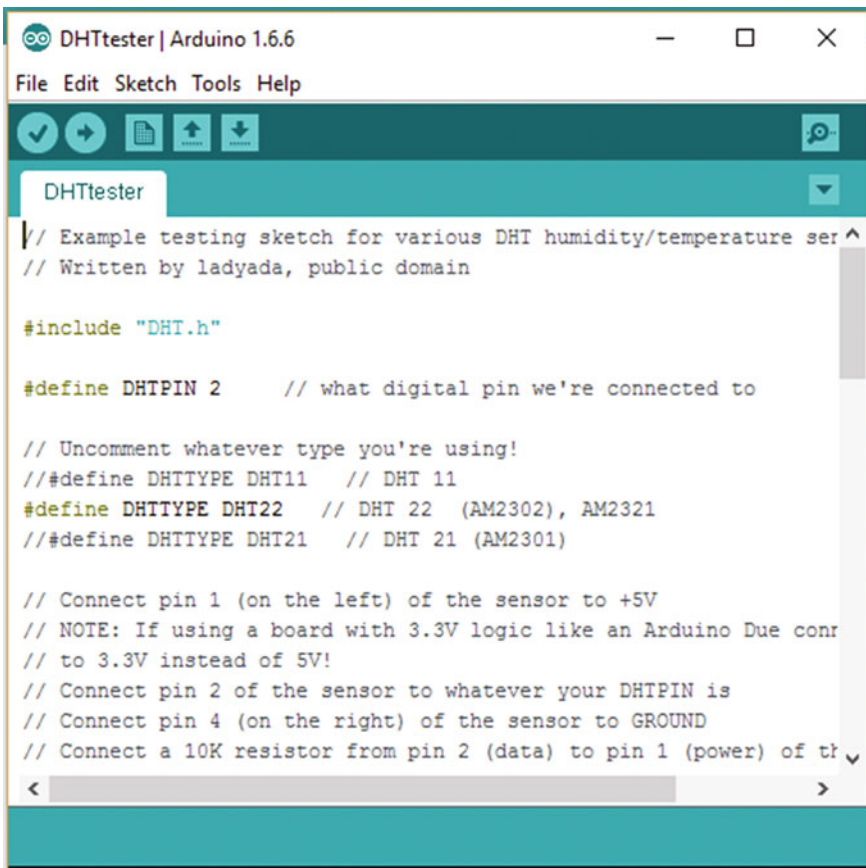 DHTtester | Arduino 1.6.6
File Edit Sketch Tools Help
DHTtester
// Example testing sketch for various DHT humidity/temperature ser
// Written by ladyada, public domain
#include "DHT.h"
#define DHTPIN 2     // what digital pin we're connected to
// Uncomment whatever type you're using!
//#define DHTTYPE DHT11   // DHT 11
#define DHTTYPE DHT22   // DHT 22  (AM2302), AM2321
//#define DHTTYPE DHT21   // DHT 21 (AM2301)
// Connect pin 1 (on the left) of the sensor to +5V
// NOTE: If using a board with 3.3V logic like an Arduino Due conn
// to 3.3V instead of 5V!
// Connect pin 2 of the sensor to whatever your DHTPIN is
// Connect pin 4 (on the right) of the sensor to GROUND
// Connect a 10K resistor from pin 2 (data) to pin 1 (power) of th